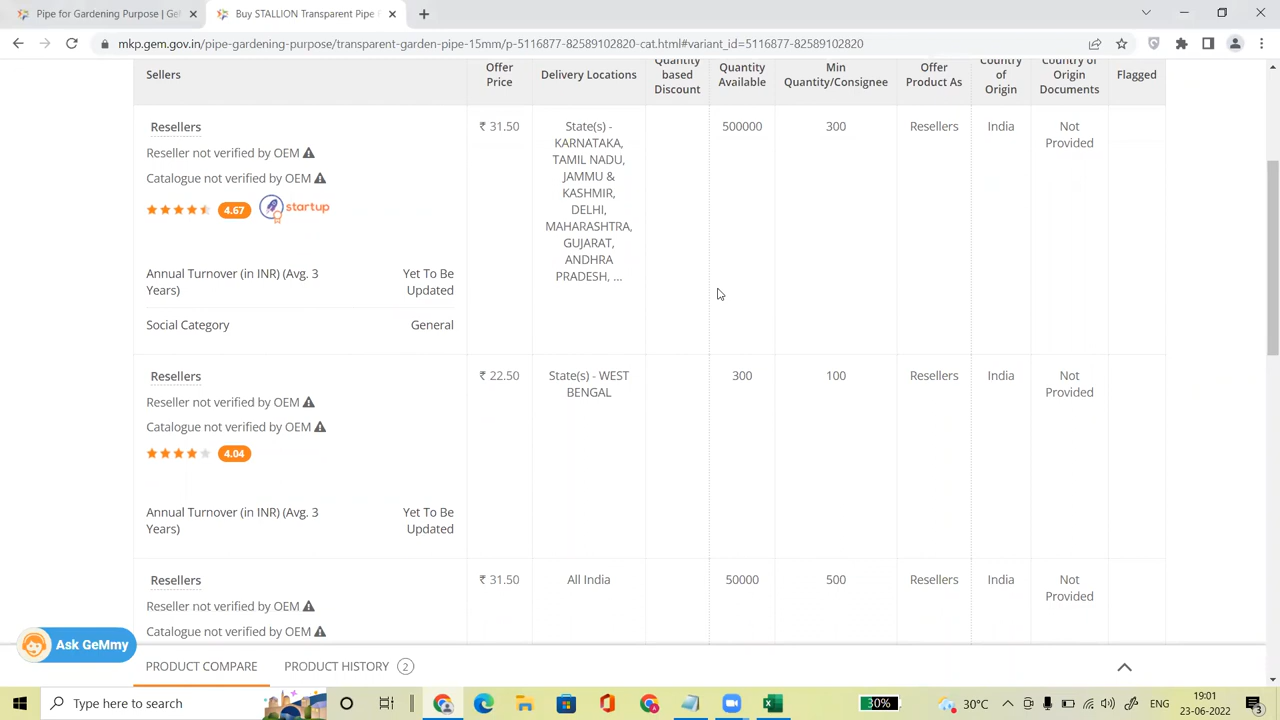 Pipe for Gardening Purpose | Ge
Buy STALLION Transparent Pipe
mkp.gem.gov.in/pipe-gardening-purpose/transparent-garden-pipe-15mm/p-5116877-82589102820-cat.html#variant_id=5116877-82589102820
Sellers
Offer
Price
Delivery Locations
Quantity
based
Discount
Quantity
Available
Min
Quantity/Consignee
Offer
Product As
Country
of
Origin
Country of
Origin
Documents
Flagged
Resellers
Reseller not verified by OEM
Catalogue not verified by OEM
4.67
startup
Annual Turnover (in INR) (Avg. 3
Years)
Yet To Be
Updated
Social Category
General
₹ 31.50
State(s) -
KARNATAKA,
TAMIL NADU,
JAMMU &
KASHMIR,
DELHI,
MAHARASHTRA,
GUJARAT,
ANDHRA
PRADESH, ...
500000
300
Resellers
India
Not
Provided
Resellers
Reseller not verified by OEM
Catalogue not verified by OEM
4.04
Annual Turnover (in INR) (Avg. 3
Years)
Yet To Be
Updated
₹ 22.50
State(s) - WEST
BENGAL
300
100
Resellers
India
Not
Provided
Resellers
Reseller not verified by OEM
Catalogue not verified by OEM
₹ 31.50
All India
50000
500
Resellers
India
Not
Provided
Ask GeMmy
PRODUCT COMPARE
PRODUCT HISTORY 2
Type here to search
30%
30°C
ENG
19:01
23-06-2022
3